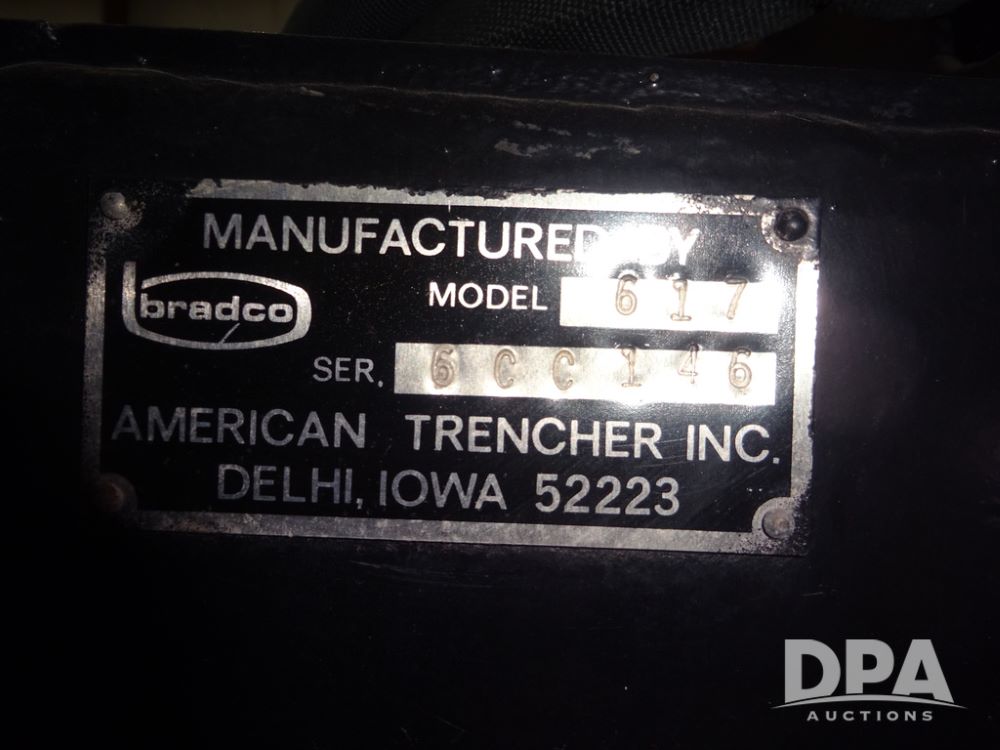 MANUFACTURED BY
bradco
MODEL 617
SER. 6CC146
AMERICAN TRENCHER INC.
DELHI, IOWA 52223
DPA
AUCTIONS